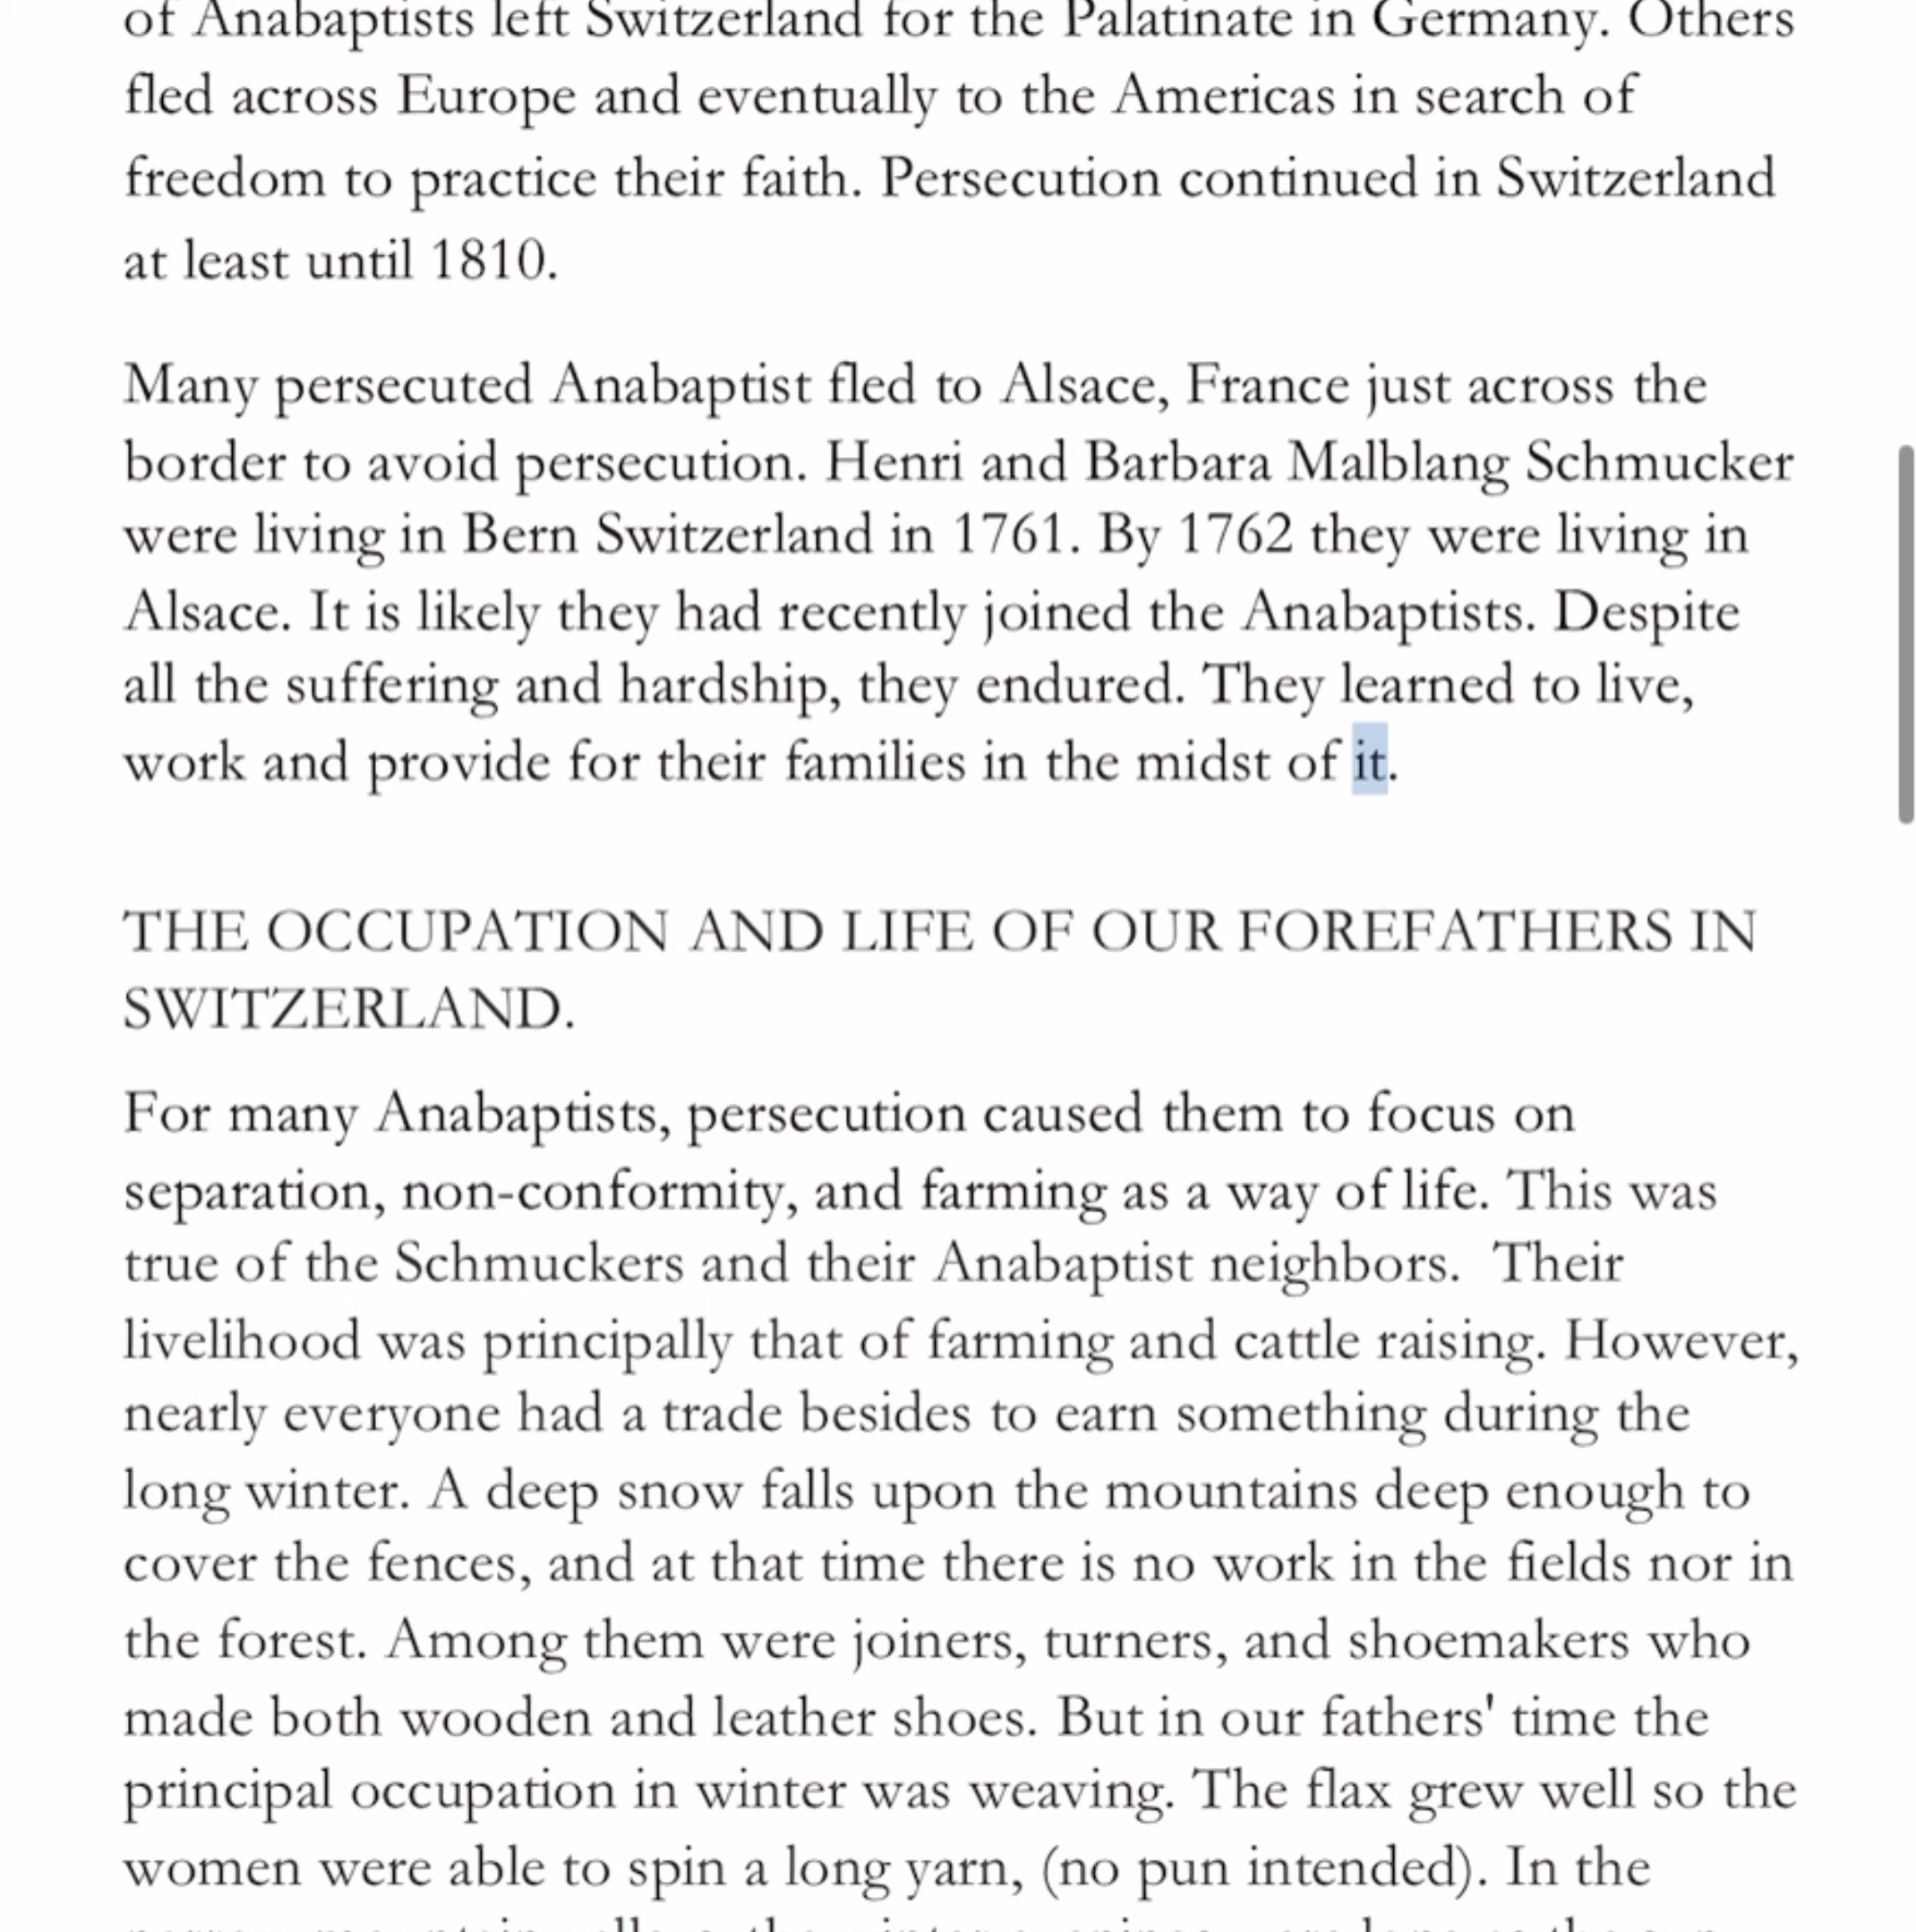 of Anabaptists left Switzerland for the Palatinate in Germany. Others
fled across Europe and eventually to the Americas in search of
freedom to practice their faith. Persecution continued in Switzerland
at least until 1810.
Many persecuted Anabaptist fled to Alsace, France just across the
border to avoid persecution. Henri and Barbara Malblang Schmucker
were living in Bern Switzerland in 1761. By 1762 they were living in
Alsace. It is likely they had recently joined the Anabaptists. Despite
all the suffering and hardship, they endured. They learned to live,
work and provide for their families in the midst of it.
THE OCCUPATION AND LIFE OF OUR FOREFATHERS IN
SWITZERLAND.
For many Anabaptists, persecution caused them to focus on
separation, non-conformity, and farming as a way of life. This was
true of the Schmuckers and their Anabaptist neighbors.  Their
livelihood was principally that of farming and cattle raising. However,
nearly everyone had a trade besides to earn something during the
long winter. A deep snow falls upon the mountains deep enough to
cover the fences, and at that time there is no work in the fields nor in
the forest. Among them were joiners, turners, and shoemakers who
made both wooden and leather shoes. But in our fathers' time the
principal occupation in winter was weaving. The flax grew well so the
women were able to spin a long yarn, (no pun intended). In the